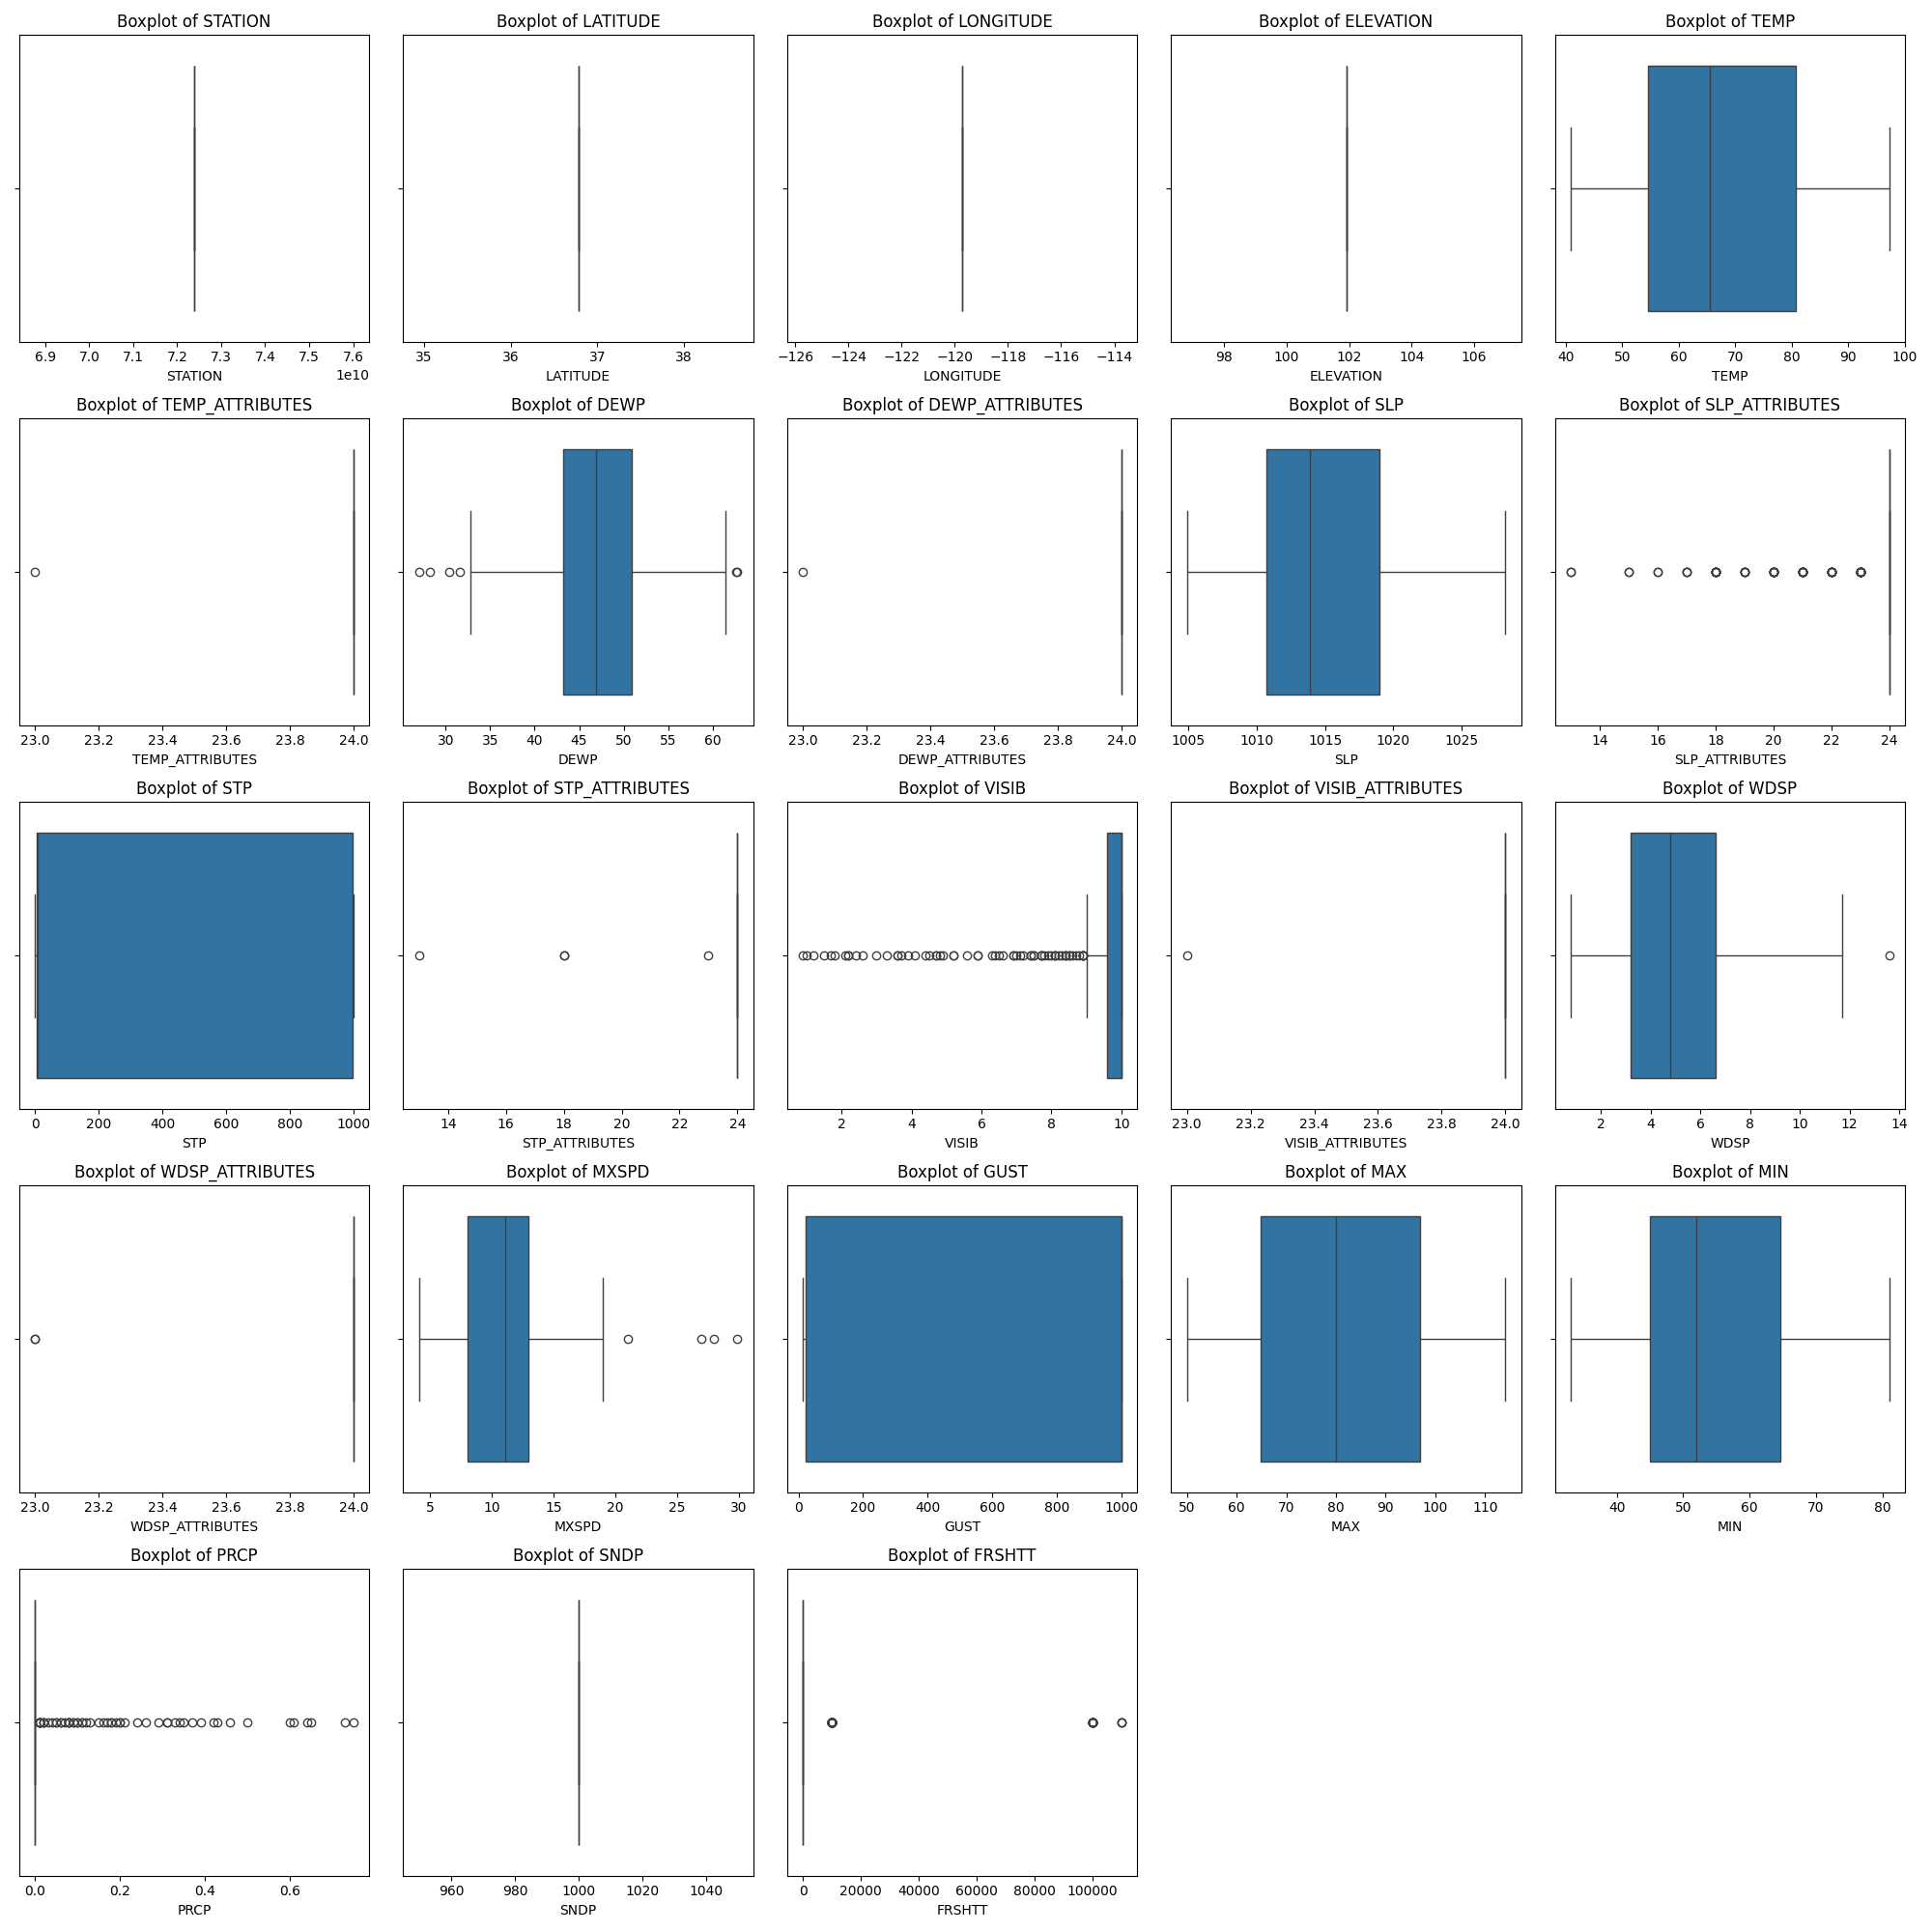 Boxplot of STATION Boxplot of LATITUDE Boxplot of LONGITUDE Boxplot of ELEVATION Boxplot of TEMP
6.9 7.0 7.1 7.2 7.3 7.4 7.5 7.6 35 36 37 38 −126 −124 −122 −120 −118 −116 −114 98 100 102 104 106 40 50 60 70 80 90 100
STATION 1e10 LATITUDE LONGITUDE ELEVATION TEMP
Boxplot of TEMP_ATTRIBUTES Boxplot of DEWP Boxplot of DEWP_ATTRIBUTES Boxplot of SLP Boxplot of SLP_ATTRIBUTES
23.0 23.2 23.4 23.6 23.8 24.0 30 35 40 45 50 55 60 23.0 23.2 23.4 23.6 23.8 24.0 1005 1010 1015 1020 1025 14 16 18 20 22 24
TEMP_ATTRIBUTES DEWP DEWP_ATTRIBUTES SLP SLP_ATTRIBUTES
Boxplot of STP Boxplot of STP_ATTRIBUTES Boxplot of VISIB Boxplot of VISIB_ATTRIBUTES Boxplot of WDSP
0 200 400 600 800 1000 14 16 18 20 22 24 2 4 6 8 10 23.0 23.2 23.4 23.6 23.8 24.0 2 4 6 8 10 12 14
STP STP_ATTRIBUTES VISIB VISIB_ATTRIBUTES WDSP
Boxplot of WDSP_ATTRIBUTES Boxplot of MXSPD Boxplot of GUST Boxplot of MAX Boxplot of MIN
23.0 23.2 23.4 23.6 23.8 24.0 5 10 15 20 25 30 0 200 400 600 800 1000 50 60 70 80 90 100 110 40 50 60 70 80
WDSP_ATTRIBUTES MXSPD GUST MAX MIN
Boxplot of PRCP Boxplot of SNDP Boxplot of FRSHTT
0.0 0.2 0.4 0.6 960 980 1000 1020 1040 0 20000 40000 60000 80000 100000
PRCP SNDP FRSHTT